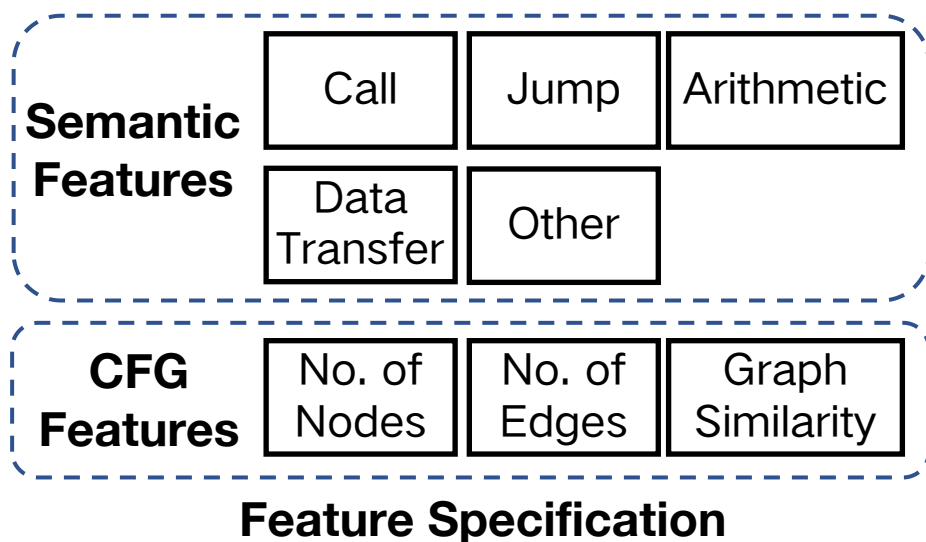 Semantic
Features
Call
Jump
Arithmetic
Data
Transfer
Other
CFG
Features
No. of
Nodes
No. of
Edges
Graph
Similarity
Feature Specification